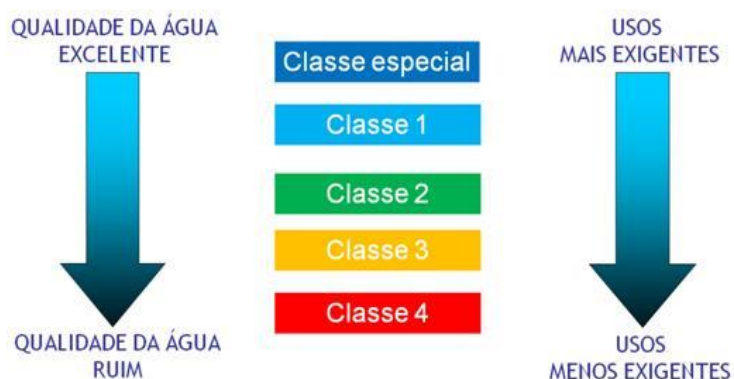 QUALIDADE DA ÁGUA
EXCELENTE
USOS
MAIS EXIGENTES
Classe especial
Classe 1
Classe 2
Classe 3
Classe 4
QUALIDADE DA ÁGUA
RUIM
USOS
MENOS EXIGENTES